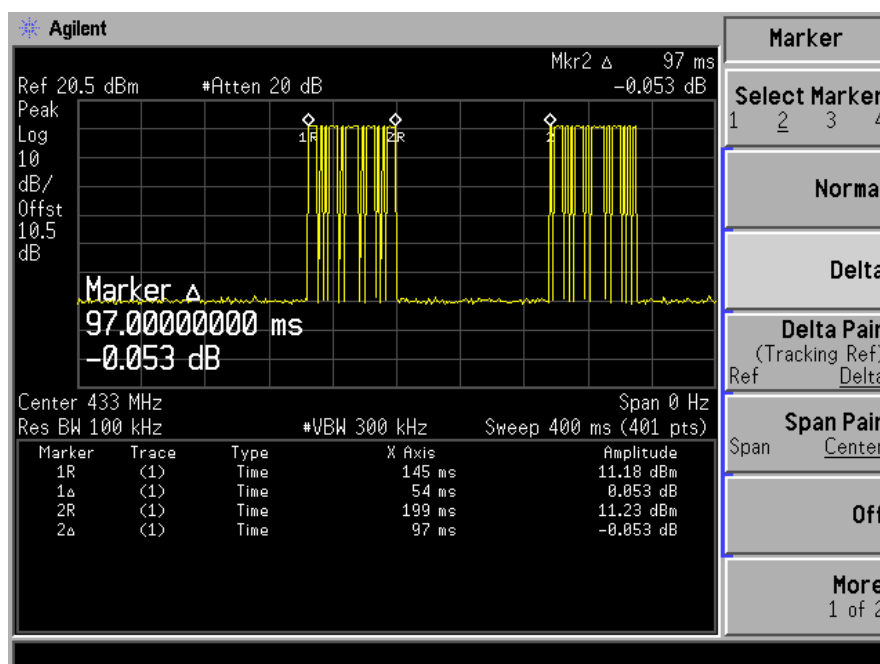 Agilent
Mkr2 Δ 97 ms
Ref 20.5 dBm #Atten 20 dB -0.053 dB
Peak
Log
10
dB/
Offst
10.5
dB
1R 2R 2
Marker Δ
97.00000000 ms
-0.053 dB
Center 433 MHz Span 0 Hz
Res BW 100 kHz #VBW 300 kHz Sweep 400 ms (401 pts)
Marker Trace Type X Axis Amplitude
1R (1) Time 145 ms 11.18 dBm
1Δ (1) Time 54 ms 0.053 dB
2R (1) Time 199 ms 11.23 dBm
2Δ (1) Time 97 ms -0.053 dB
Marker
Select Marker
1 2 3 4
Norma
Delta
Delta Pair
(Tracking Ref)
Ref Delta
Span Pair
Span Center
Off
More
1 of 2